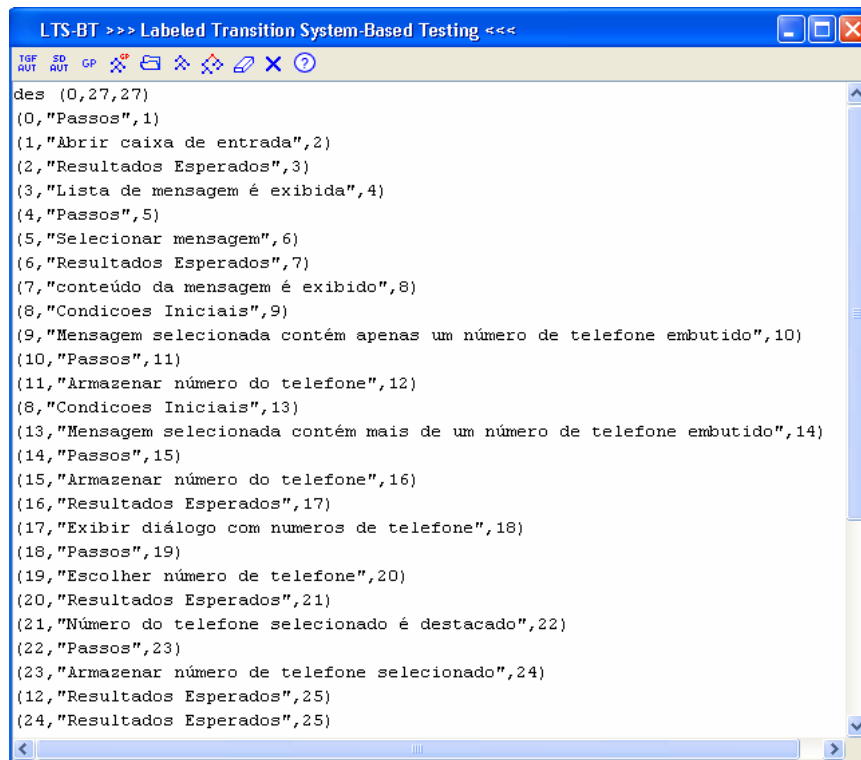 LTS-BT >>> Labeled Transition System-Based Testing <<<
TGF AUT SD AUT GP GP
des (0,27,27)
(0,"Passos",1)
(1,"Abrir caixa de entrada",2)
(2,"Resultados Esperados",3)
(3,"Lista de mensagem é exibida",4)
(4,"Passos",5)
(5,"Selecionar mensagem",6)
(6,"Resultados Esperados",7)
(7,"conteúdo da mensagem é exibido",8)
(8,"Condicoes Iniciais",9)
(9,"Mensagem selecionada contém apenas um número de telefone embutido",10)
(10,"Passos",11)
(11,"Armazenar número do telefone",12)
(8,"Condicoes Iniciais",13)
(13,"Mensagem selecionada contém mais de um número de telefone embutido",14)
(14,"Passos",15)
(15,"Armazenar número do telefone",16)
(16,"Resultados Esperados",17)
(17,"Exibir diálogo com numeros de telefone",18)
(18,"Passos",19)
(19,"Escolher número de telefone",20)
(20,"Resultados Esperados",21)
(21,"Número do telefone selecionado é destacado",22)
(22,"Passos",23)
(23,"Armazenar número de telefone selecionado",24)
(12,"Resultados Esperados",25)
(24,"Resultados Esperados",25)